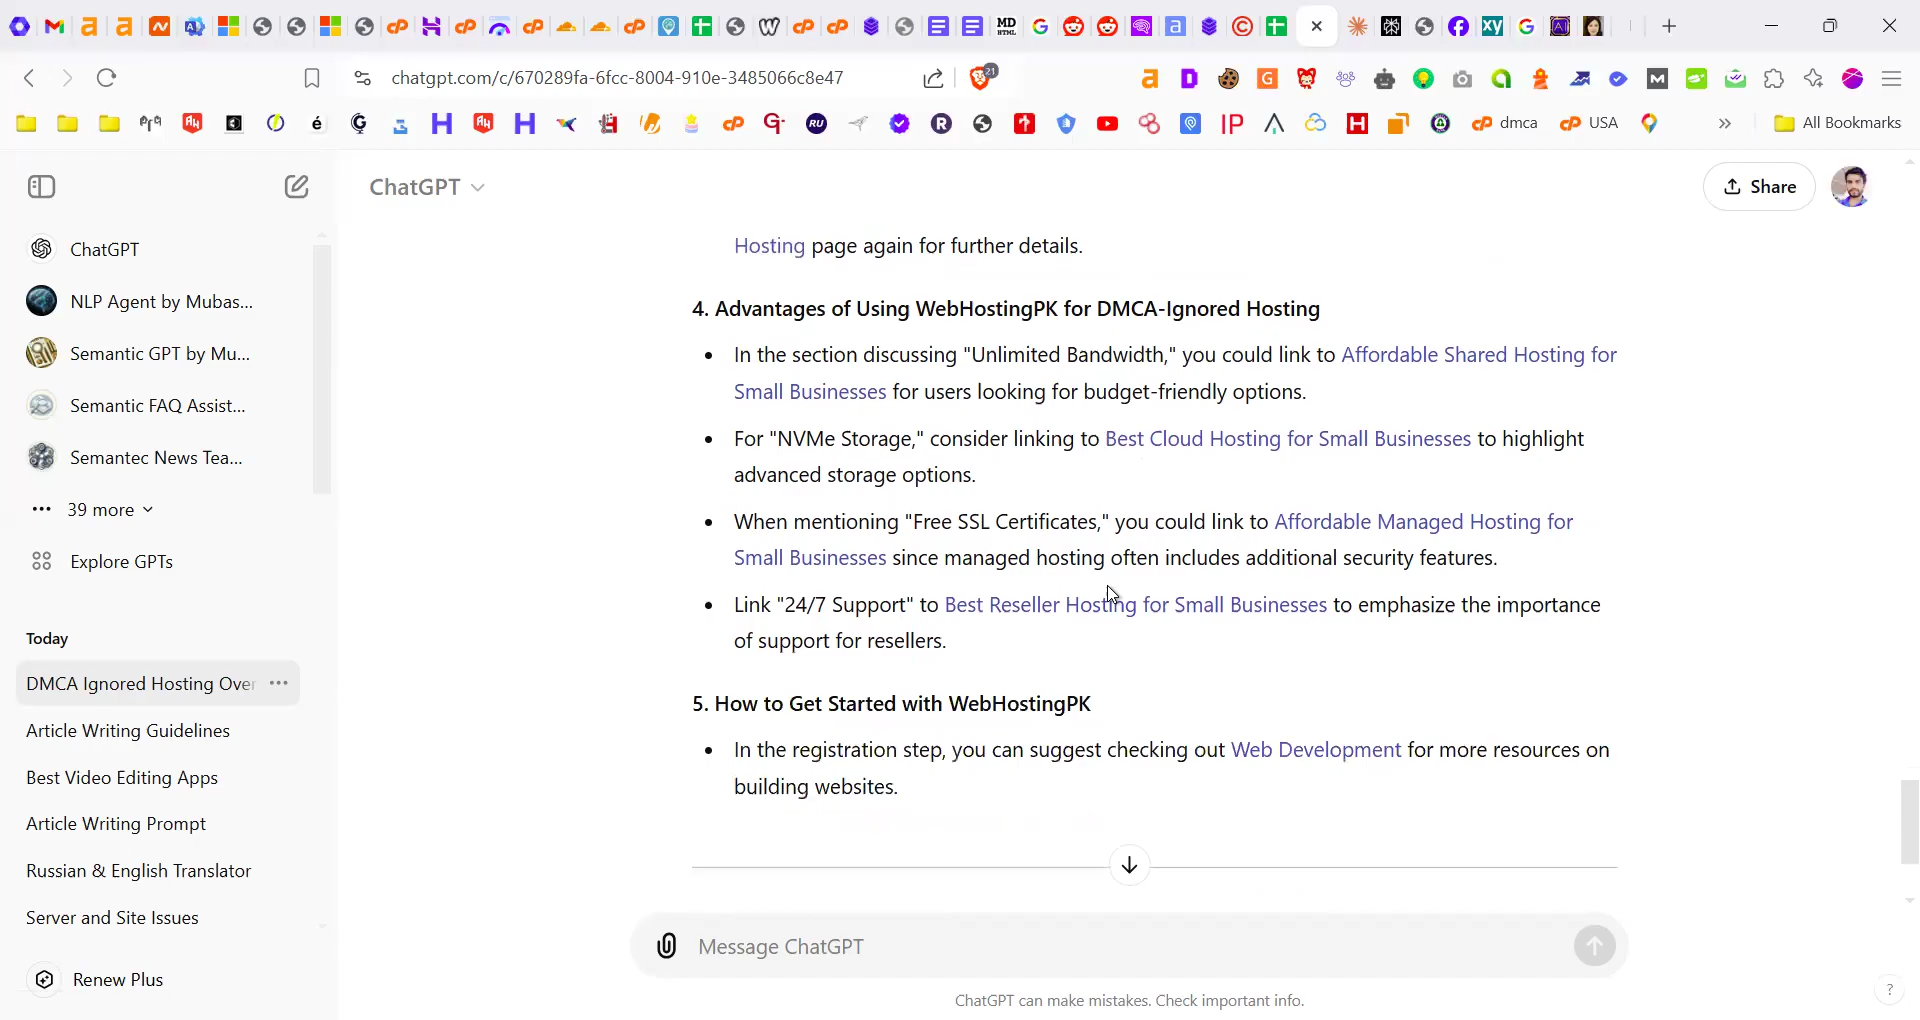 chatgpt.com/c/670289fa-6fcc-8004-910e-3485066c8e47
21
dmca
USA
All Bookmarks
ChatGPT
Share
ChatGPT
NLP Agent by Mubas...
Semantic GPT by Mu...
Semantic FAQ Assist...
Semantec News Tea...
39 more
Explore GPTs
Today
DMCA Ignored Hosting Over
Article Writing Guidelines
Best Video Editing Apps
Article Writing Prompt
Russian & English Translator
Server and Site Issues
Renew Plus
Hosting page again for further details.
4. Advantages of Using WebHostingPK for DMCA-Ignored Hosting
• In the section discussing "Unlimited Bandwidth," you could link to Affordable Shared Hosting for
Small Businesses for users looking for budget-friendly options.
• For "NVMe Storage," consider linking to Best Cloud Hosting for Small Businesses to highlight
advanced storage options.
• When mentioning "Free SSL Certificates," you could link to Affordable Managed Hosting for
Small Businesses since managed hosting often includes additional security features.
• Link "24/7 Support" to Best Reseller Hosting for Small Businesses to emphasize the importance
of support for resellers.
5. How to Get Started with WebHostingPK
• In the registration step, you can suggest checking out Web Development for more resources on
building websites.
Message ChatGPT
ChatGPT can make mistakes. Check important info.
?